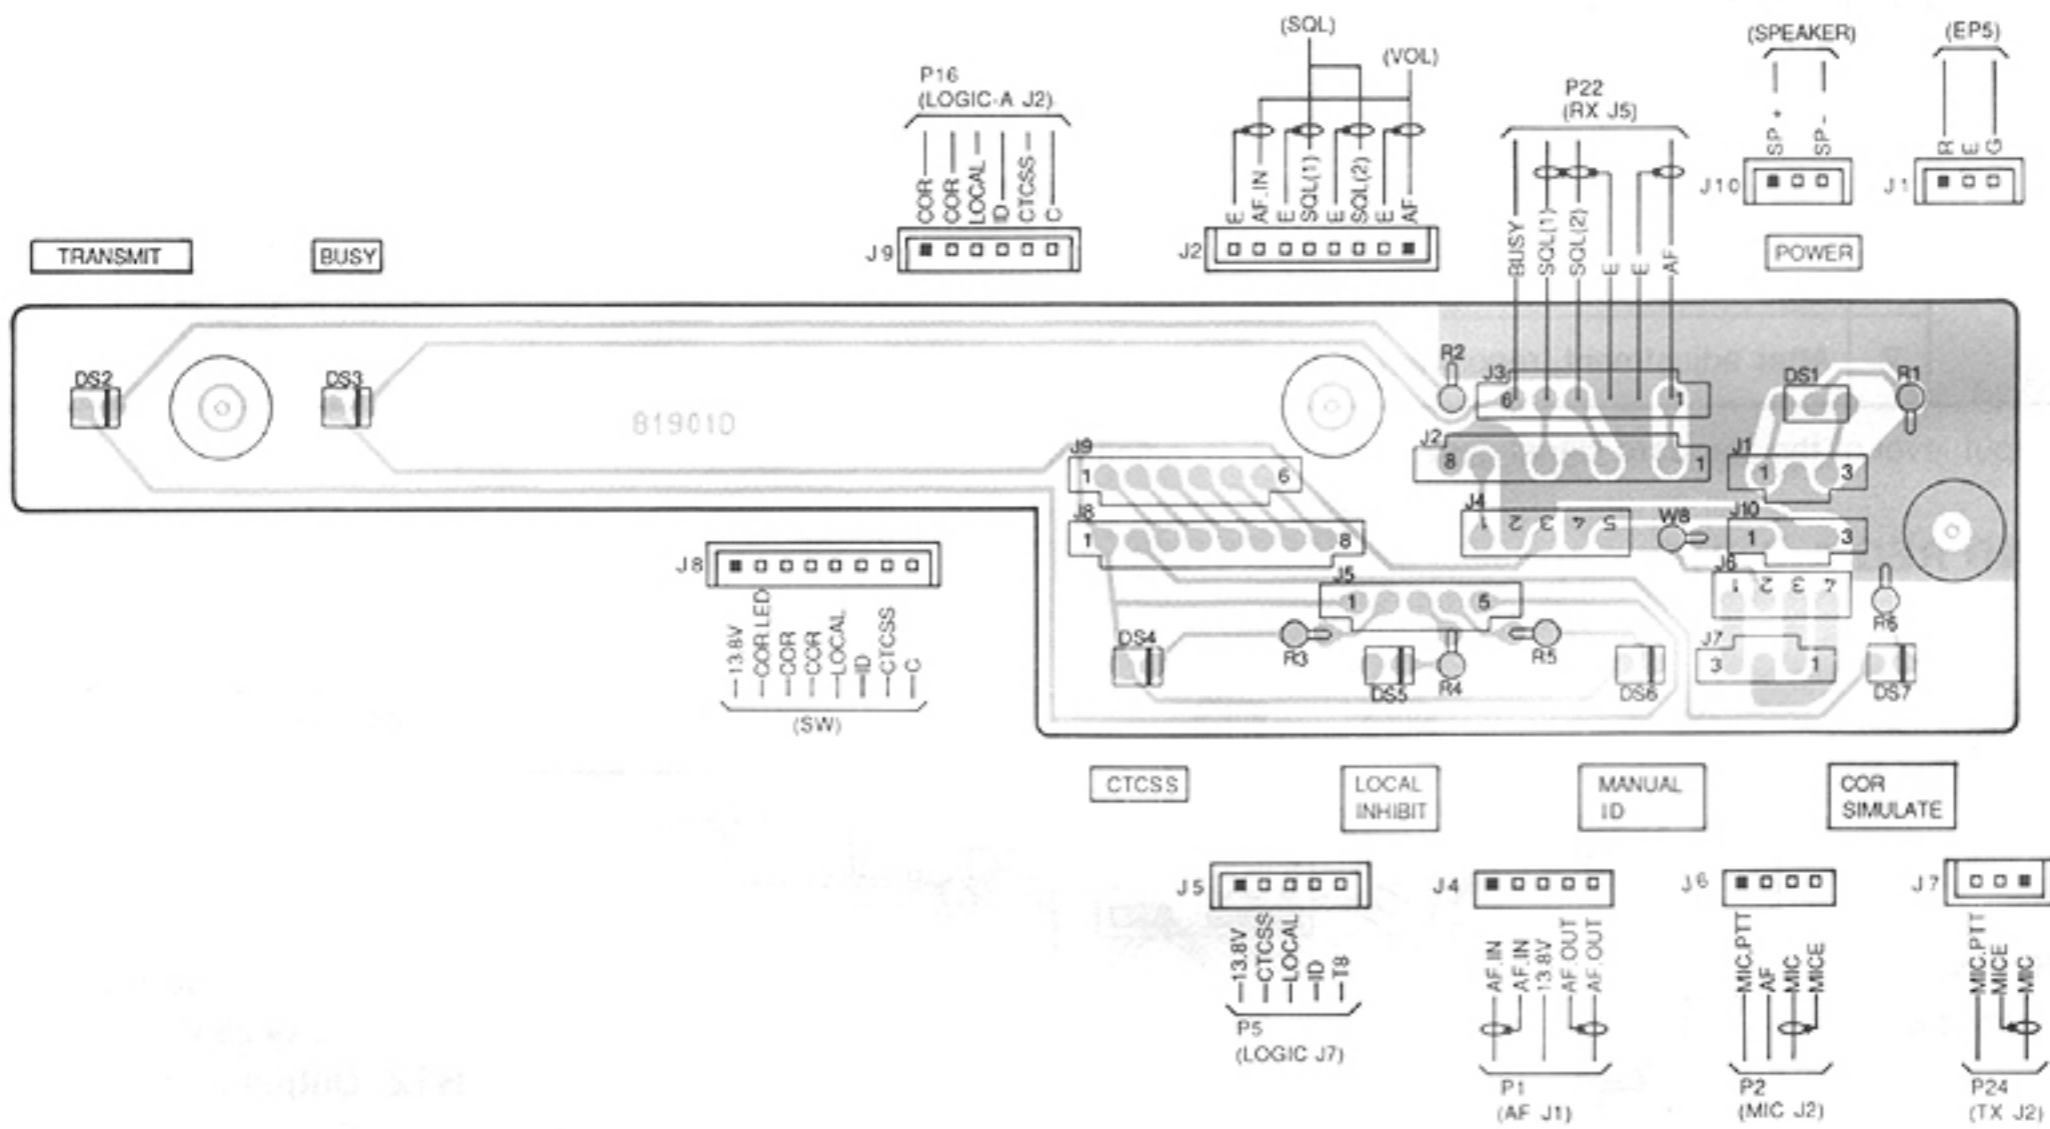 (SQL)
(VOL)
(SPEAKER)
(EP5)
P16
(LOGIC-A J2)
P22
(RX J5)
SP +
SP -
R
E
G
COR
COR
LOCAL
ID
CTCSS
C
E
AF.IN
E
SQL(1)
E
SQL(2)
E
AF
BUSY
SQL(1)
SQL(2)
E
E
AF
J10
J1
J9
J2
TRANSMIT
BUSY
POWER
DS2
DS3
81901D
R2
J3
6
1
DS1
R1
J9
1
6
J2
8
1
J1
1
3
J8
1
8
J4
1 2 3 4 5
W8
J10
1
3
J5
1
5
J6
1 2 3 4
R6
DS4
R3
DS5
R4
R5
DS6
J7
3
1
DS7
J8
13.8V
COR.LED
COR
COR
LOCAL
ID
CTCSS
C
(SW)
CTCSS
LOCAL
INHIBIT
MANUAL
ID
COR
SIMULATE
J5
13.8V
CTCSS
LOCAL
ID
T8
P5
(LOGIC J7)
J4
AF.IN
AF.IN
13.8V
AF.OUT
AF.OUT
P1
(AF J1)
J6
MIC.PTT
AF
MIC
MICE
P2
(MIC J2)
J7
MIC.PTT
MICE
MIC
P24
(TX J2)